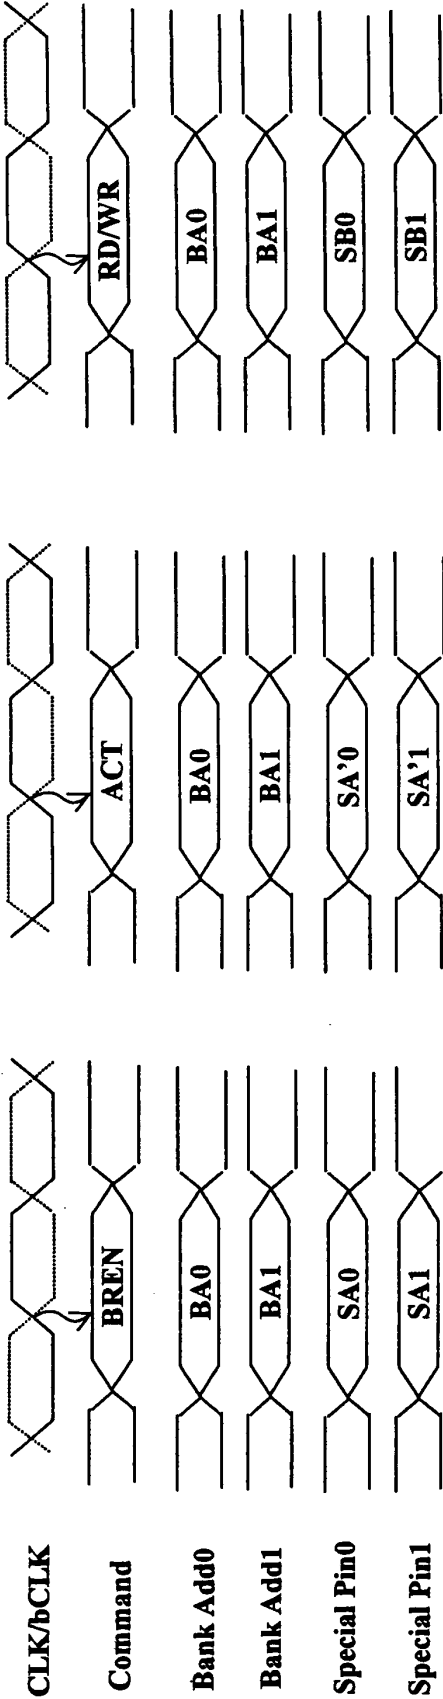 CLK/bCLK
Command BREN ACT RD/WR
Bank Add0 BA0 BA0 BA0
Bank Add1 BA1 BA1 BA1
Special Pin0 SA0 SA'0 SB0
Special Pin1 SA1 SA'1 SB1